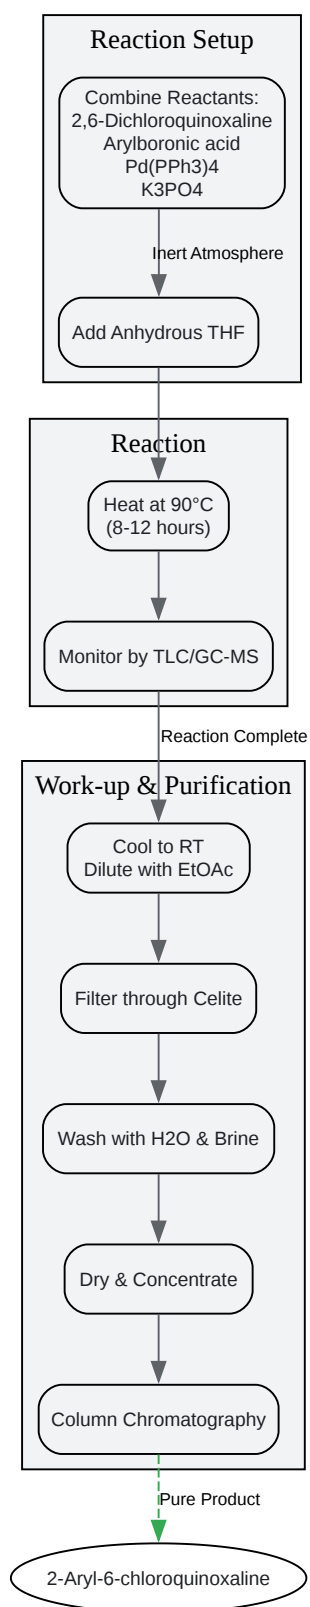 Reaction Setup
Combine Reactants:
2,6-Dichloroquinoxaline
Arylboronic acid
Pd(PPh3)4
K3PO4
Inert Atmosphere
Add Anhydrous THF
Reaction
Heat at 90°C
(8-12 hours)
Monitor by TLC/GC-MS
Reaction Complete
Work-up & Purification
Cool to RT
Dilute with EtOAc
Filter through Celite
Wash with H2O & Brine
Dry & Concentrate
Column Chromatography
Pure Product
2-Aryl-6-chloroquinoxaline